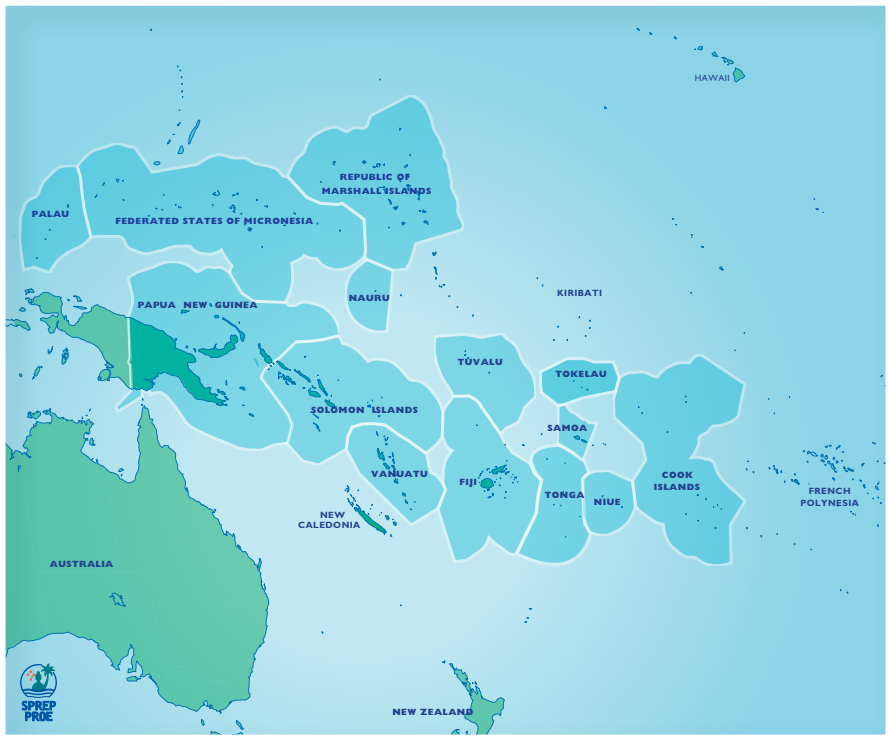 HAWAII
REPUBLIC OF
MARSHALL ISLANDS
PALAU
FEDERATED STATES OF MICRONESIA
KIRIBATI
NAURU
PAPUA NEW GUINEA
TUVALU
TOKELAU
SOLOMON ISLANDS
SAMOA
VANUATU
FIJI
COOK
ISLANDS
TONGA
NIUE
FRENCH
POLYNESIA
NEW
CALEDONIA
AUSTRALIA
SPREP
PROE
NEW ZEALAND